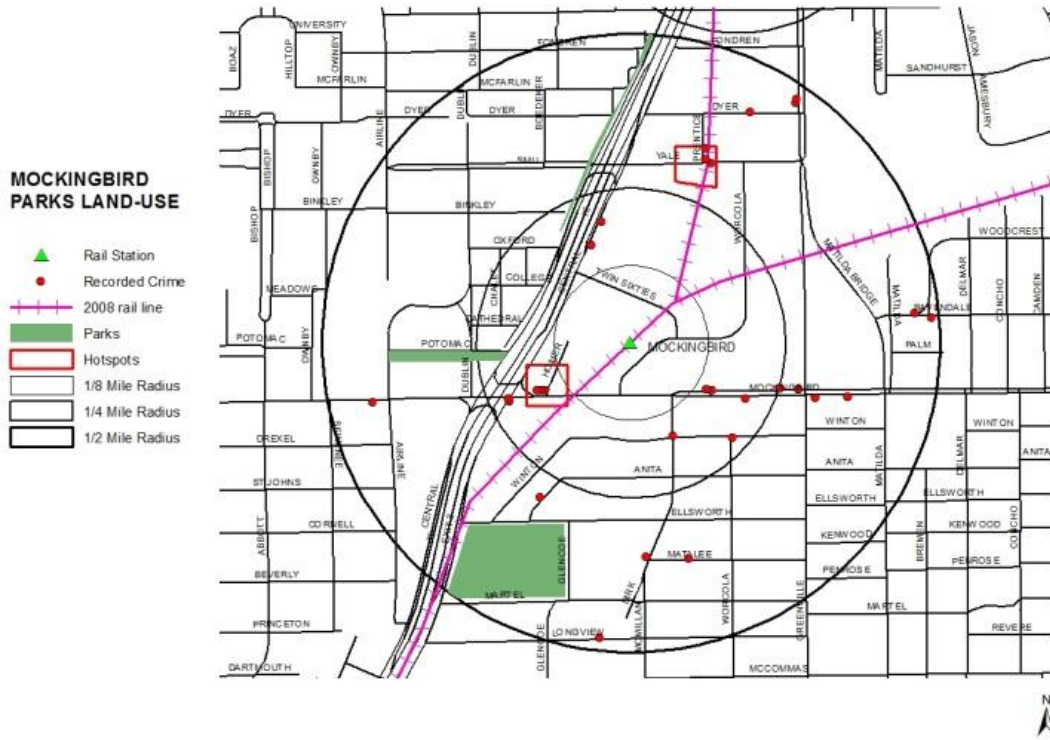 MOCKINGBIRD
PARKS LAND-USE
Rail Station
Recorded Crime
2008 rail line
Parks
Hotspots
1/8 Mile Radius
1/4 Mile Radius
1/2 Mile Radius
UNIVERSITY
BOAZ
HILLTOP
OWNBY
DUBLIN
FONDREN
FONDREN
MATILDA
JASON
SANDHURST
AMESBURY
MCFARLIN
MCFARLIN
DYER
AIRLINE
DYER
DUBLIN
DYER
BOEDEKER
DYER
PRENTICE
BISHOP
OWNBY
SMU
YALE
BINKLEY
BINKLEY
WORCOLA
BISHOP
OXFORD
WOODCREST
MATILDA BRIDGE
COLLEGE
TWIN SIXTIES
DELMAR
CONCHO
CAMDEN
MEADOWS
MATILDA
RAVENDALE
POTOMAC
OWNBY
POTOMAC
HOMER
MOCKINGBIRD
PALM
DUBLIN
MOCKINGBIRD
WINTON
WINTON
WINTON
DREXEL
AIRLINE
WINTON
ANITA
ANITA
MATILDA
DELMAR
ANITA
ST JOHNS
CENTRAL
ELLSWORTH
ELLSWORTH
ELLSWORTH
ABBOTT
CORNELL
KENWOOD
BREMEN
KENWOOD
CONCHO
GLENCOE
MATALEE
PENROSE
PENROSE
BEVERLY
MARTEL
KIRK
WORCOLA
GREENVILLE
MARTEL
PRINCETON
LONGVIEW
GLENCOE
MCMILLAN
REVERE
DARTMOUTH
MCCOMMAS
N